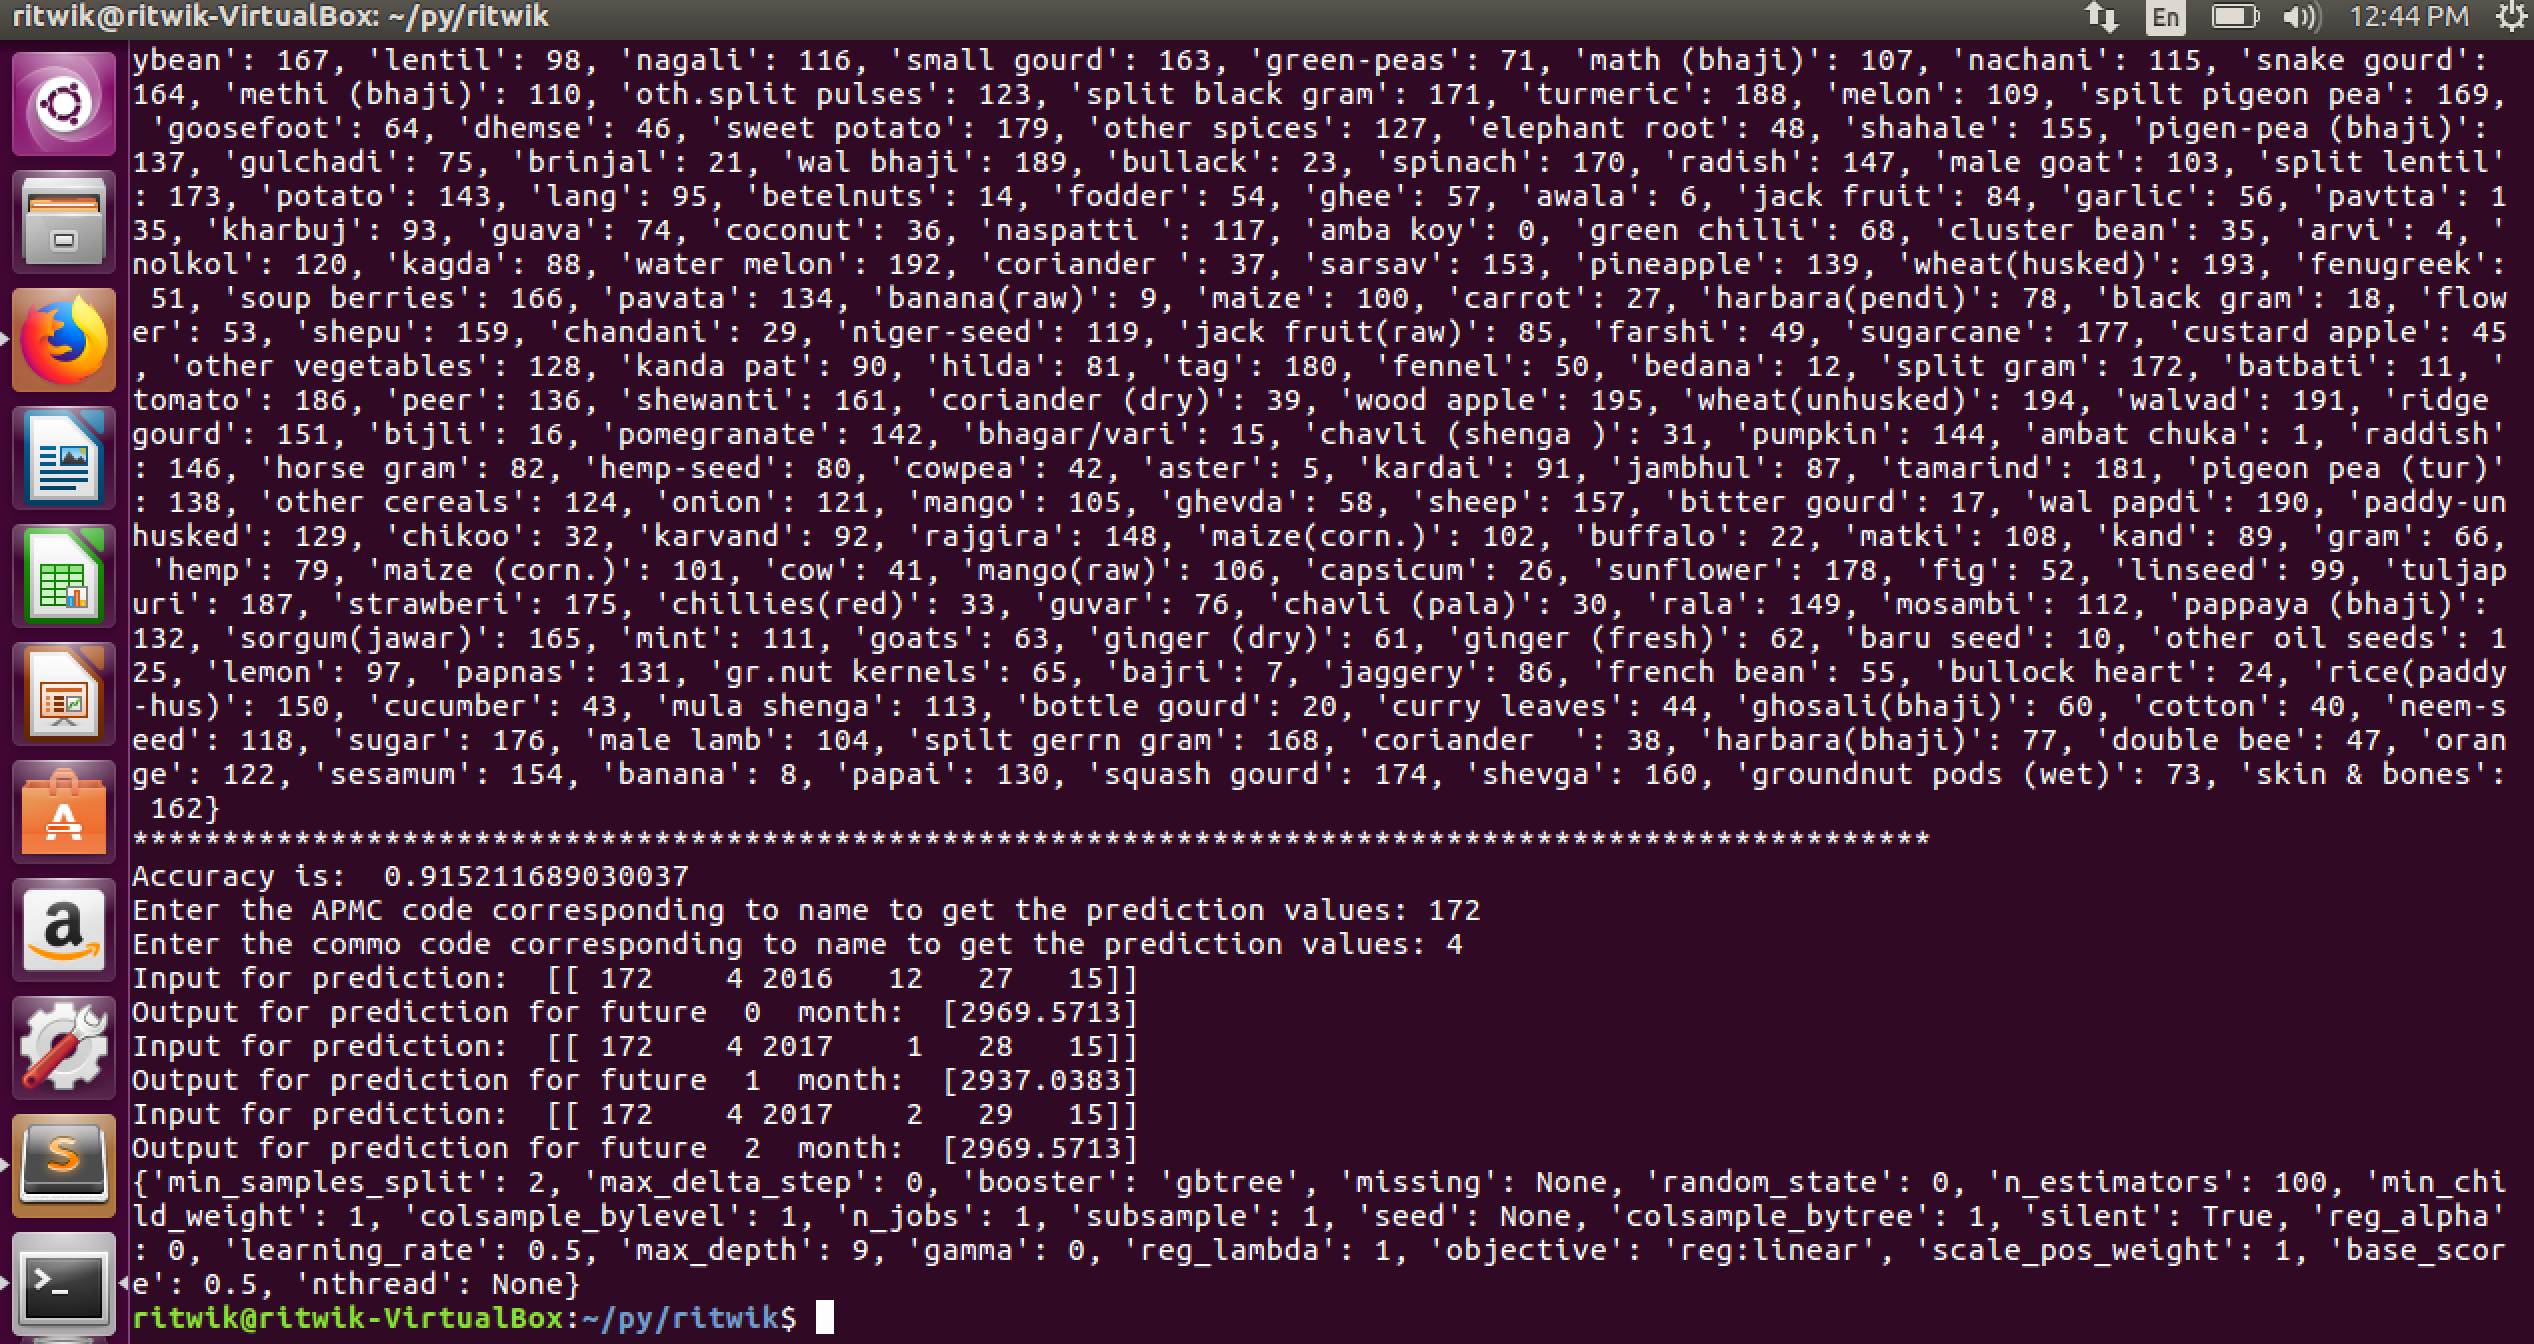 ritwik@ritwik-VirtualBox: ~/py/ritwik
En
12:44 PM
ybean': 167, 'lentil': 98, 'nagali': 116, 'small gourd': 163, 'green-peas': 71, 'math (bhaji)': 107, 'nachani': 115, 'snake gourd':
164, 'methi (bhaji)': 110, 'oth.split pulses': 123, 'split black gram': 171, 'turmeric': 188, 'melon': 109, 'spilt pigeon pea': 169,
 'goosefoot': 64, 'dhemse': 46, 'sweet potato': 179, 'other spices': 127, 'elephant root': 48, 'shahale': 155, 'pigen-pea (bhaji)':
137, 'gulchadi': 75, 'brinjal': 21, 'wal bhaji': 189, 'bullack': 23, 'spinach': 170, 'radish': 147, 'male goat': 103, 'split lentil'
: 173, 'potato': 143, 'lang': 95, 'betelnuts': 14, 'fodder': 54, 'ghee': 57, 'awala': 6, 'jack fruit': 84, 'garlic': 56, 'pavtta': 1
35, 'kharbuj': 93, 'guava': 74, 'coconut': 36, 'naspatti ': 117, 'amba koy': 0, 'green chilli': 68, 'cluster bean': 35, 'arvi': 4, '
nolkol': 120, 'kagda': 88, 'water melon': 192, 'coriander ': 37, 'sarsav': 153, 'pineapple': 139, 'wheat(husked)': 193, 'fenugreek':
 51, 'soup berries': 166, 'pavata': 134, 'banana(raw)': 9, 'maize': 100, 'carrot': 27, 'harbara(pendi)': 78, 'black gram': 18, 'flow
er': 53, 'shepu': 159, 'chandani': 29, 'niger-seed': 119, 'jack fruit(raw)': 85, 'farshi': 49, 'sugarcane': 177, 'custard apple': 45
, 'other vegetables': 128, 'kanda pat': 90, 'hilda': 81, 'tag': 180, 'fennel': 50, 'bedana': 12, 'split gram': 172, 'batbati': 11, '
tomato': 186, 'peer': 136, 'shewanti': 161, 'coriander (dry)': 39, 'wood apple': 195, 'wheat(unhusked)': 194, 'walvad': 191, 'ridge
gourd': 151, 'bijli': 16, 'pomegranate': 142, 'bhagar/vari': 15, 'chavli (shenga )': 31, 'pumpkin': 144, 'ambat chuka': 1, 'raddish'
: 146, 'horse gram': 82, 'hemp-seed': 80, 'cowpea': 42, 'aster': 5, 'kardai': 91, 'jambhul': 87, 'tamarind': 181, 'pigeon pea (tur)'
: 138, 'other cereals': 124, 'onion': 121, 'mango': 105, 'ghevda': 58, 'sheep': 157, 'bitter gourd': 17, 'wal papdi': 190, 'paddy-un
husked': 129, 'chikoo': 32, 'karvand': 92, 'rajgira': 148, 'maize(corn.)': 102, 'buffalo': 22, 'matki': 108, 'kand': 89, 'gram': 66,
 'hemp': 79, 'maize (corn.)': 101, 'cow': 41, 'mango(raw)': 106, 'capsicum': 26, 'sunflower': 178, 'fig': 52, 'linseed': 99, 'tuljap
uri': 187, 'strawberi': 175, 'chillies(red)': 33, 'guvar': 76, 'chavli (pala)': 30, 'rala': 149, 'mosambi': 112, 'pappaya (bhaji)':
132, 'sorgum(jawar)': 165, 'mint': 111, 'goats': 63, 'ginger (dry)': 61, 'ginger (fresh)': 62, 'baru seed': 10, 'other oil seeds': 1
25, 'lemon': 97, 'papnas': 131, 'gr.nut kernels': 65, 'bajri': 7, 'jaggery': 86, 'french bean': 55, 'bullock heart': 24, 'rice(paddy
-hus)': 150, 'cucumber': 43, 'mula shenga': 113, 'bottle gourd': 20, 'curry leaves': 44, 'ghosali(bhaji)': 60, 'cotton': 40, 'neem-s
eed': 118, 'sugar': 176, 'male lamb': 104, 'spilt gerrn gram': 168, 'coriander  ': 38, 'harbara(bhaji)': 77, 'double bee': 47, 'oran
ge': 122, 'sesamum': 154, 'banana': 8, 'papai': 130, 'squash gourd': 174, 'shevga': 160, 'groundnut pods (wet)': 73, 'skin & bones':
 162}
****************************************************************************************************
Accuracy is:  0.915211689030037
Enter the APMC code corresponding to name to get the prediction values: 172
Enter the commo code corresponding to name to get the prediction values: 4
Input for prediction:  [[ 172    4 2016   12   27   15]]
Output for prediction for future  0  month:  [2969.5713]
Input for prediction:  [[ 172    4 2017    1   28   15]]
Output for prediction for future  1  month:  [2937.0383]
Input for prediction:  [[ 172    4 2017    2   29   15]]
Output for prediction for future  2  month:  [2969.5713]
{'min_samples_split': 2, 'max_delta_step': 0, 'booster': 'gbtree', 'missing': None, 'random_state': 0, 'n_estimators': 100, 'min_chi
ld_weight': 1, 'colsample_bylevel': 1, 'n_jobs': 1, 'subsample': 1, 'seed': None, 'colsample_bytree': 1, 'silent': True, 'reg_alpha'
: 0, 'learning_rate': 0.5, 'max_depth': 9, 'gamma': 0, 'reg_lambda': 1, 'objective': 'reg:linear', 'scale_pos_weight': 1, 'base_scor
e': 0.5, 'nthread': None}
ritwik@ritwik-VirtualBox:~/py/ritwik$